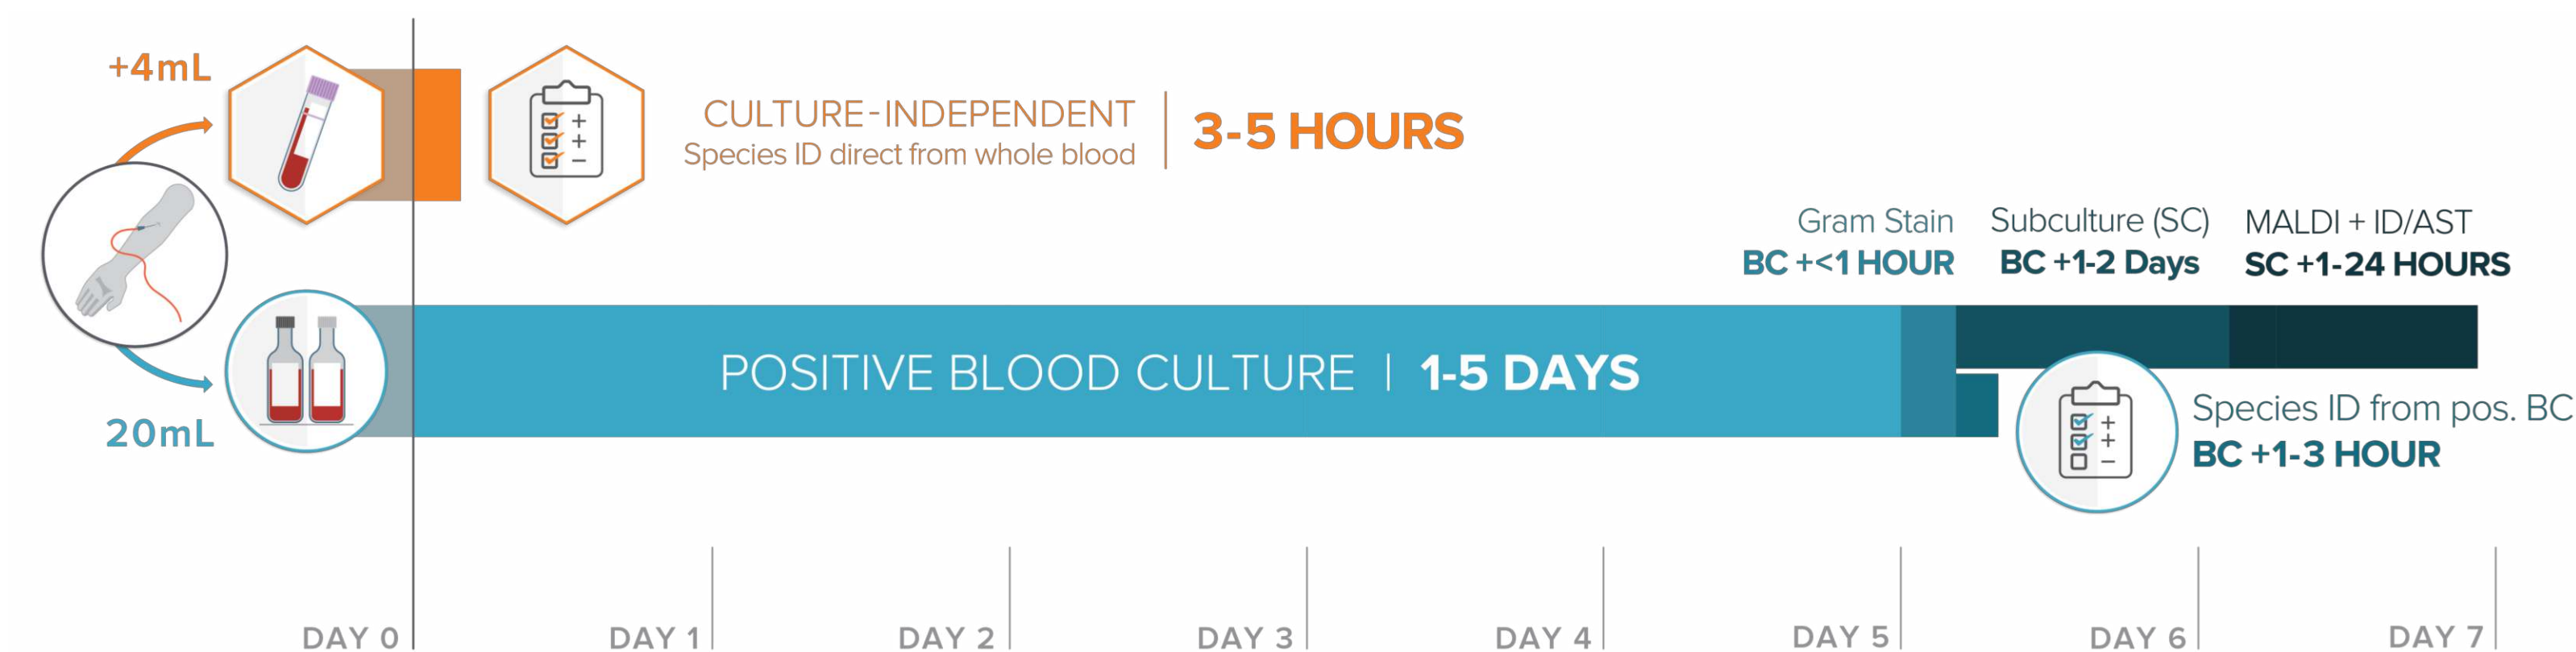 +4mL
CULTURE-INDEPENDENT
Species ID direct from whole blood
3-5 HOURS
Gram Stain
BC +<1 HOUR
Subculture (SC)
BC +1-2 Days
MALDI + ID/AST
SC +1-24 HOURS
20mL
POSITIVE BLOOD CULTURE | 1-5 DAYS
Species ID from pos. BC
BC +1-3 HOUR
DAY 0
DAY 1
DAY 2
DAY 3
DAY 4
DAY 5
DAY 6
DAY 7